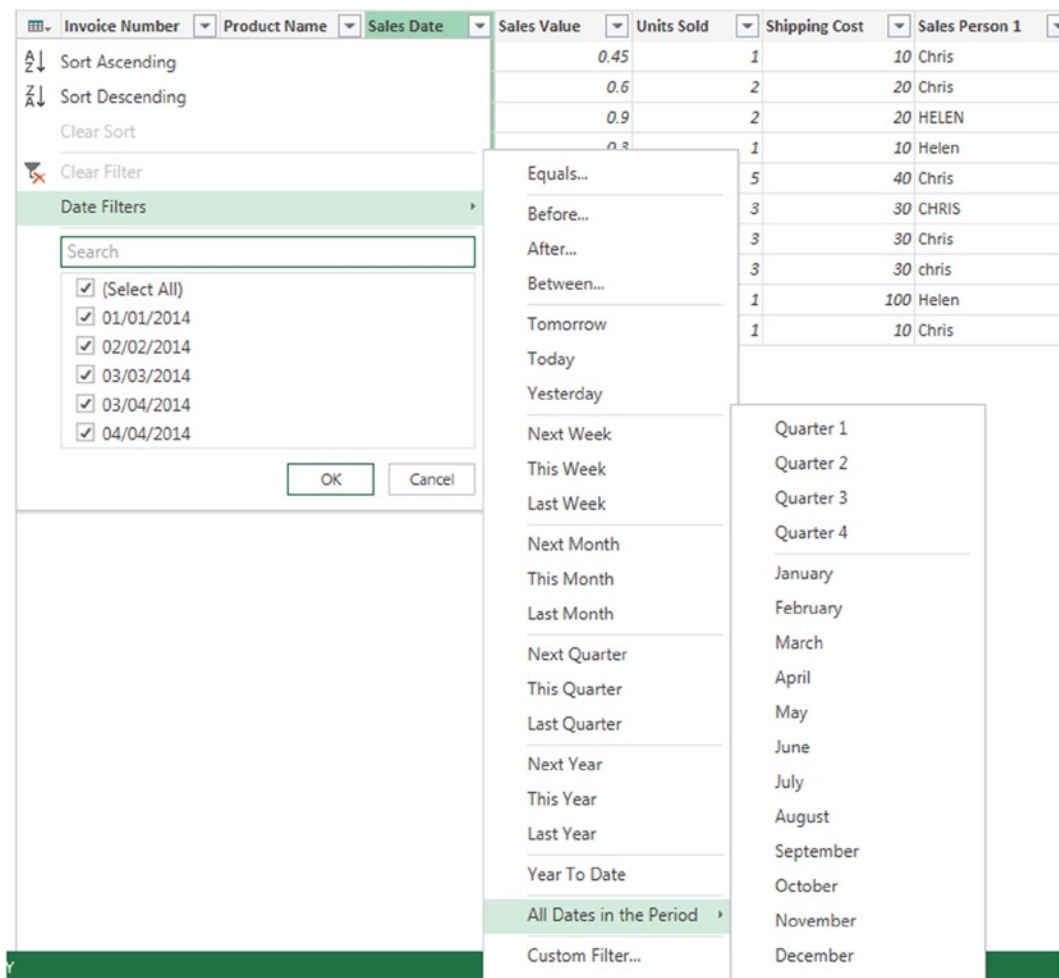 Invoice Number Product Name Sales Date Sales Value Units Sold Shipping Cost Sales Person 1
Sort Ascending
Sort Descending
Clear Sort
Clear Filter
Date Filters
Search
(Select All)
01/01/2014
02/02/2014
03/03/2014
03/04/2014
04/04/2014
OK Cancel
0.45 1 10 Chris
0.6 2 20 Chris
0.9 2 20 HELEN
0.3 1 10 Helen
5 40 Chris
3 30 CHRIS
3 30 Chris
3 30 chris
1 100 Helen
1 10 Chris
Equals...
Before...
After...
Between...
Tomorrow
Today
Yesterday
Next Week
This Week
Last Week
Next Month
This Month
Last Month
Next Quarter
This Quarter
Last Quarter
Next Year
This Year
Last Year
Year To Date
All Dates in the Period
Custom Filter...
Quarter 1
Quarter 2
Quarter 3
Quarter 4
January
February
March
April
May
June
July
August
September
October
November
December
Y